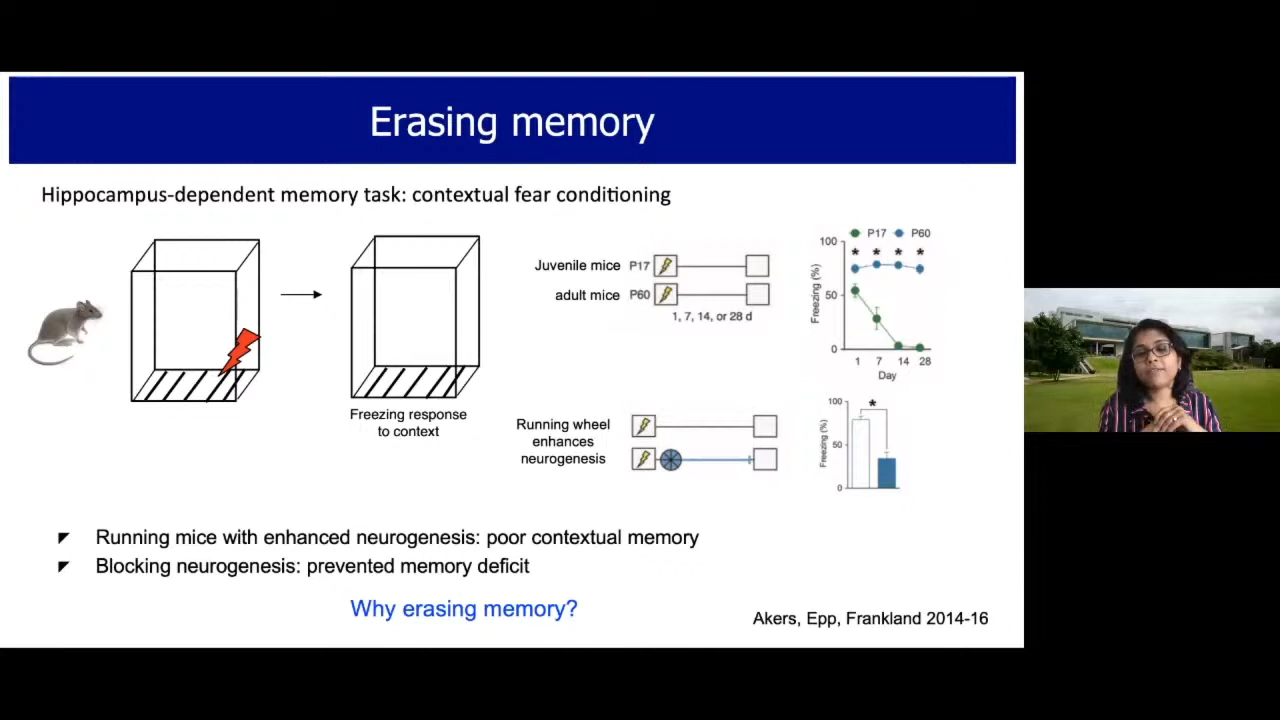 Erasing memory
Hippocampus-dependent memory task: contextual fear conditioning
Freezing response
to context
Juvenile mice P17
adult mice P60
1, 7, 14, or 28 d
P17 P60
100
50
0
Freezing (%)
* * * *
1 7 14 28
Day
Running wheel
enhances
neurogenesis
100
50
0
Freezing (%)
*
Running mice with enhanced neurogenesis: poor contextual memory
Blocking neurogenesis: prevented memory deficit
Why erasing memory?
Akers, Epp, Frankland 2014-16